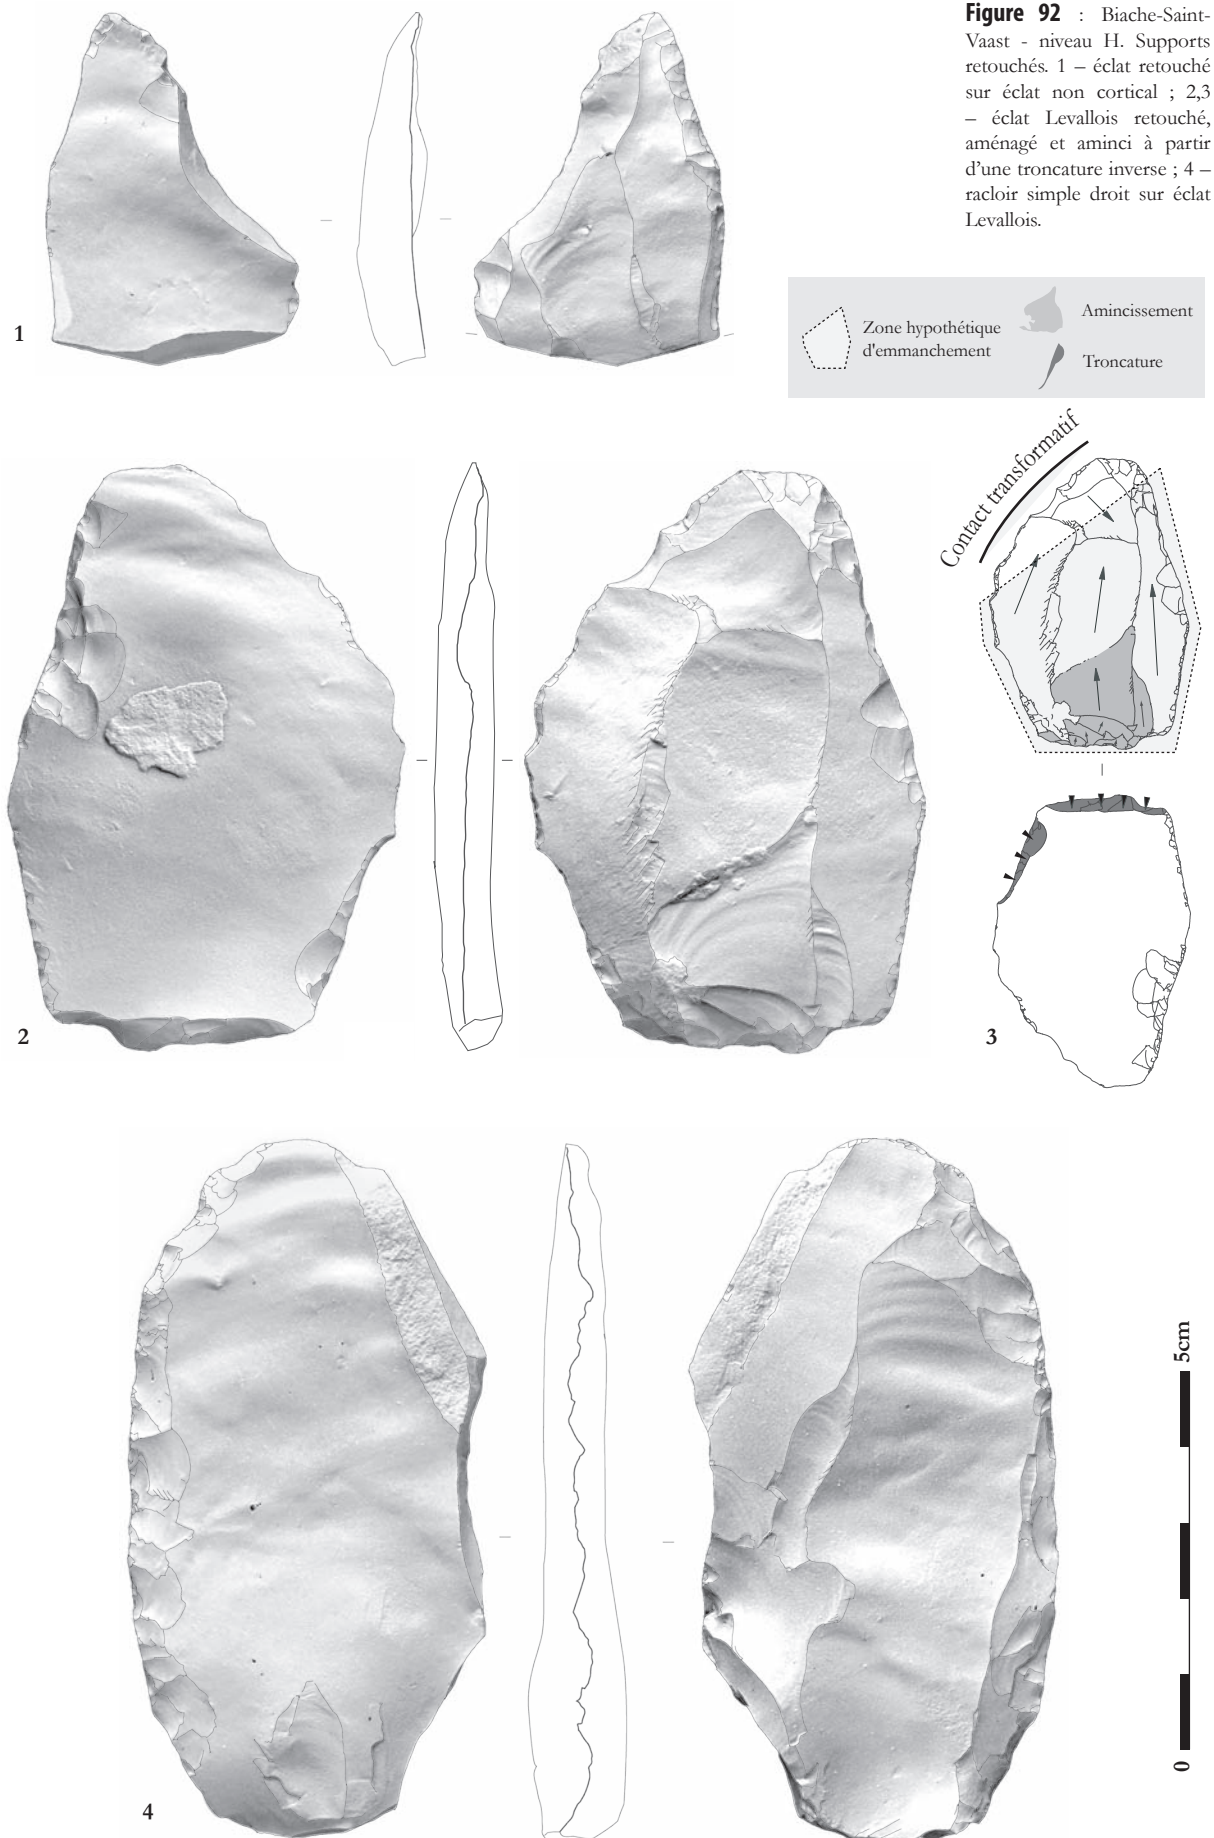 Figure 92 : Biache-Saint-
Vaast - niveau H. Supports
retouchés. 1 – éclat retouché
sur éclat non cortical ; 2,3
– éclat Levallois retouché,
aménagé et aminci à partir
d’une troncature inverse ; 4 –
racloir simple droit sur éclat
Levallois.
1
Zone hypothétique
d'emmanchement
Amincissement
Troncature
Contact transformatif
2
3
4
5cm
0